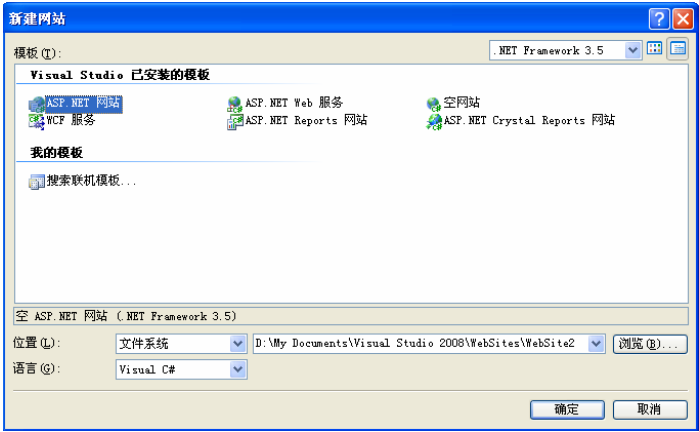 新建网站
模板(T):
.NET Framework 3.5
Visual Studio 已安装的模板
ASP.NET 网站 ASP.NET Web 服务 空网站
WCF 服务 ASP.NET Reports 网站 ASP.NET Crystal Reports 网站
我的模板
搜索联机模板...
空 ASP.NET 网站 (.NET Framework 3.5)
位置(L): 文件系统 D:\My Documents\Visual Studio 2008\WebSites\WebSite2 浏览(B)...
语言(G): Visual C#
确定 取消